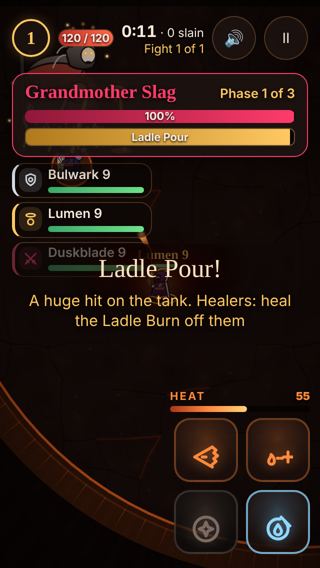 1
120 / 120
0:11 · 0 slain
Fight 1 of 1
Grandmother Slag
Phase 1 of 3
100%
Ladle Pour
Bulwark 9
Lumen 9
Duskblade 9
Lumen 9
Ladle Pour!
A huge hit on the tank. Healers: heal
the Ladle Burn off them
HEAT 55